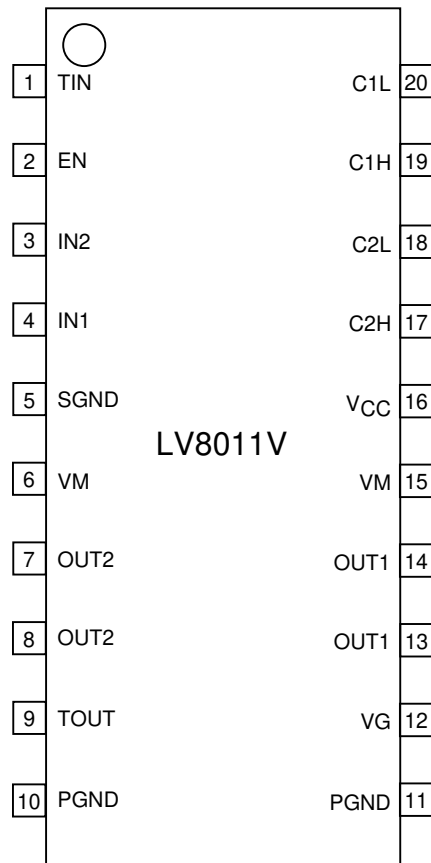 1 TIN C1L 20
2 EN C1H 19
3 IN2 C2L 18
4 IN1 C2H 17
5 SGND VCC 16
LV8011V
6 VM VM 15
7 OUT2 OUT1 14
8 OUT2 OUT1 13
9 TOUT VG 12
10 PGND PGND 11